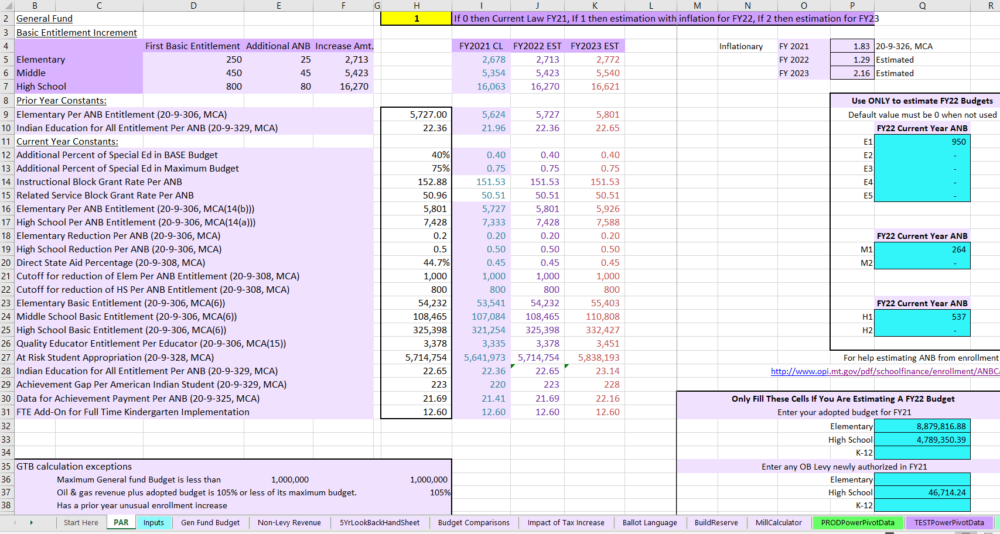 B C D E F G H I J K L M N O P Q R
2 General Fund 1 If 0 then Current Law FY21, If 1 then estimation with inflation for FY22, If 2 then estimation for FY23
3 Basic Entitlement Increment
4 First Basic Entitlement Additional ANB Increase Amt. FY2021 CL FY2022 EST FY2023 EST Inflationary FY 2021 1.83 20-9-326, MCA
5 Elementary 250 25 2,713 2,678 2,713 2,772 FY 2022 1.29 Estimated
6 Middle 450 45 5,423 5,354 5,423 5,540 FY 2023 2.16 Estimated
7 High School 800 80 16,270 16,063 16,270 16,621
8 Prior Year Constants: Use ONLY to estimate FY22 Budgets
9 Elementary Per ANB Entitlement (20-9-306, MCA) 5,727.00 5,624 5,727 5,801 Default value must be 0 when not used
10 Indian Education for All Entitlement Per ANB (20-9-329, MCA) 22.36 21.96 22.36 22.65 FY22 Current Year ANB
11 Current Year Constants: E1 950
12 Additional Percent of Special Ed in BASE Budget 40% 0.40 0.40 0.40 E2 -
13 Additional Percent of Special Ed in Maximum Budget 75% 0.75 0.75 0.75 E3 -
14 Instructional Block Grant Rate Per ANB 152.88 151.53 151.53 151.53 E4 -
15 Related Service Block Grant Rate Per ANB 50.96 50.51 50.51 50.51 E5 -
16 Elementary Per ANB Entitlement (20-9-306, MCA(14(b))) 5,801 5,727 5,801 5,926
17 High School Per ANB Entitlement (20-9-306, MCA(14(a))) 7,428 7,333 7,428 7,588
18 Elementary Reduction Per ANB (20-9-306, MCA) 0.2 0.20 0.20 0.20 FY22 Current Year ANB
19 High School Reduction Per ANB (20-9-306, MCA) 0.5 0.50 0.50 0.50 M1 264
20 Direct State Aid Percentage (20-9-308, MCA) 44.7% 0.45 0.45 0.45 M2 -
21 Cutoff for reduction of Elem Per ANB Entitlement (20-9-308, MCA) 1,000 1,000 1,000 1,000
22 Cutoff for reduction of HS Per ANB Entitlement (20-9-308, MCA) 800 800 800 800
23 Elementary Basic Entitlement (20-9-306, MCA(6)) 54,232 53,541 54,232 55,403 FY22 Current Year ANB
24 Middle School Basic Entitlement (20-9-306, MCA(6)) 108,465 107,084 108,465 110,808 H1 537
25 High School Basic Entitlement (20-9-306, MCA(6)) 325,398 321,254 325,398 332,427 H2 -
26 Quality Educator Entitlement Per Educator (20-9-306, MCA(15)) 3,378 3,335 3,378 3,451
27 At Risk Student Appropriation (20-9-328, MCA) 5,714,754 5,641,973 5,714,754 5,838,193 For help estimating ANB from enrollment
28 Indian Education for All Entitlement Per ANB (20-9-329, MCA) 22.65 22.36 22.65 23.14 http://www.opi.mt.gov/pdf/schoolfinance/enrollment/ANBCa
29 Achievement Gap Per American Indian Student (20-9-329, MCA) 223 220 223 228
30 Data for Achievement Payment Per ANB (20-9-325, MCA) 21.69 21.41 21.69 22.16 Only Fill These Cells If You Are Estimating A FY22 Budget
31 FTE Add-On for Full Time Kindergarten Implementation 12.60 12.60 12.60 12.60 Enter your adopted budget for FY21
32 Elementary 8,879,816.88
33 High School 4,789,350.39
34 K-12
35 GTB calculation exceptions Enter any OB Levy newly authorized in FY21
36 Maximum General fund Budget is less than 1,000,000 1,000,000 Elementary
37 Oil & gas revenue plus adopted budget is 105% or less of its maximum budget. 105% High School 46,714.24
38 Has a prior year unusual enrollment increase K-12
Start Here PAR Inputs Gen Fund Budget Non-Levy Revenue 5YrLookBackHandSheet Budget Comparisons Impact of Tax Increase Ballot Language BuildReserve MillCalculator PRODPowerPivotData TESTPowerPivotData